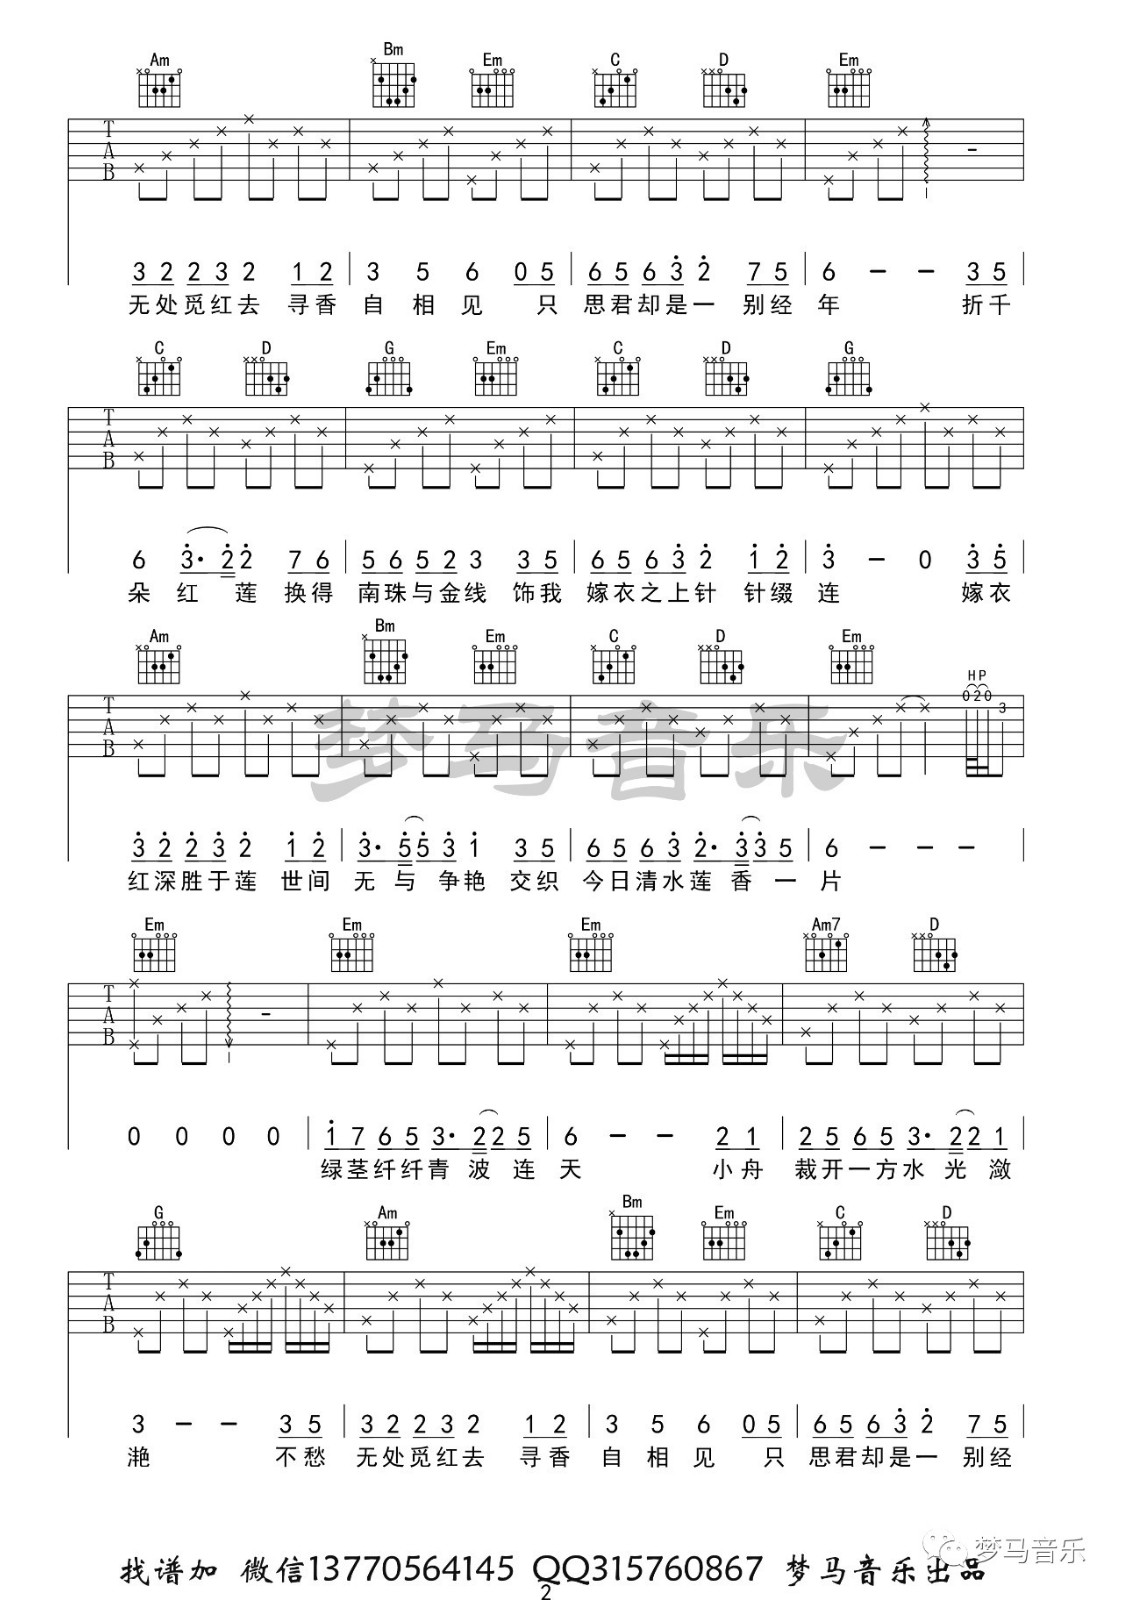 Am Bm Em C D Em
3 2 2 3 2 1 2 3 5 6 0 5 6 5 6 3 2 7 5 6 - - 3 5
无处觅红去 寻香 自 相 见 只 思君却是一 别经 年 折千
C D G Em C D G
6 3· 2 2 7 6 5 6 5 2 3 3 5 6 5 6 3 2 1 2 3 - 0 3 5
朵 红 莲 换得 南珠与金线 饰我 嫁衣之上针 针缀 连 嫁衣
Am Bm Em C D Em
H P
0 2 0 3
3 2 2 3 2 1 2 3· 5 5 3 1 3 5 6 5 6 3 2· 3 3 5 6 - - -
红深胜于莲 世间 无 与 争艳 交织 今日清水莲 香 一 片
梦马音乐
Em Em Em Am7 D
0 0 0 0 1 7 6 5 3· 2 2 5 6 - - 2 1 2 5 6 5 3· 2 2 1
绿茎纤纤青 波 连 天 小舟 裁开一方水 光 潋
G Am Bm Em C D
3 - - 3 5 3 2 2 3 2 1 2 3 5 6 0 5 6 5 6 3 2 7 5
滟 不愁 无处觅红去 寻香 自 相 见 只 思君却是一 别经
梦马音乐
找谱加 微信13770564145 QQ315760867 梦马音乐出品
2